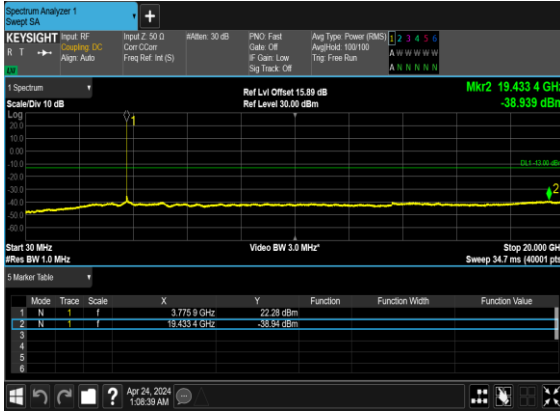 Spectrum Analyzer 1
Swept SA
+
KEYSIGHT Input: RF Input Z: 50 Ω #Atten: 30 dB PNO: Fast Avg Type: Power (RMS) 1 2 3 4 5 6
R T Coupling: DC Corr CCorr Gate: Off Avg|Hold: 100/100 A W W W W W
Align: Auto Freq Ref: Int (S) IF Gain: Low Trig: Free Run A N N N N N
Sig Track: Off
1 Spectrum Ref Lvl Offset 15.89 dB Mkr2 19.433 4 GHz
Scale/Div 10 dB Ref Level 30.00 dBm -38.939 dBm
Log
20.0
10.0
0.00
-10.0
DL1 -13.00 dBm
-20.0
-30.0
-40.0
-50.0
-60.0
1
2
Start 30 MHz Video BW 3.0 MHz* Stop 20.000 GHz
#Res BW 1.0 MHz Sweep 34.7 ms (40001 pts)
5 Marker Table
Mode Trace Scale X Y Function Function Width Function Value
1 N 1 f 3.775 9 GHz 22.28 dBm
2 N 1 f 19.433 4 GHz -38.94 dBm
3
4
5
6
? Apr 24, 2024
1:08:39 AM